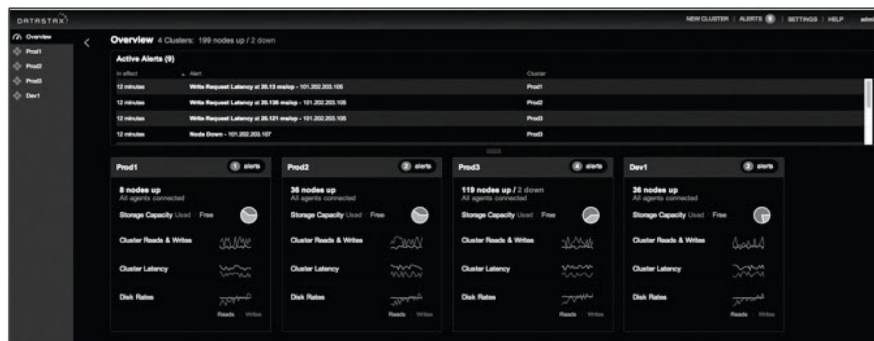 DATASTAX
NEW CLUSTER | ALERTS 9 | SETTINGS | HELP admi
Overview
Prod1
Prod2
Prod3
Dev1
Overview 4 Clusters: 199 nodes up / 2 down
Active Alerts (9)
In effect Alert Cluster
12 minutes Write Request Latency at 20.13 ms/op - 101.202.203.105 Prod1
12 minutes Write Request Latency at 20.136 ms/op - 101.202.203.105 Prod2
12 minutes Write Request Latency at 20.121 ms/op - 101.202.203.105 Prod3
12 minutes Node Down - 101.202.203.107 Prod3
Prod1 1 alerts
8 nodes up
All agents connected
Storage Capacity Used Free
Cluster Reads & Writes
Cluster Latency
Disk Rates
Reads Writes
Prod2 2 alerts
36 nodes up
All agents connected
Storage Capacity Used Free
Cluster Reads & Writes
Cluster Latency
Disk Rates
Reads Writes
Prod3 4 alerts
119 nodes up / 2 down
All agents connected
Storage Capacity Used Free
Cluster Reads & Writes
Cluster Latency
Disk Rates
Reads Writes
Dev1 alerts
36 nodes up
All agents connected
Storage Capacity Used Free
Cluster Reads & Writes
Cluster Latency
Disk Rates
Reads Writes